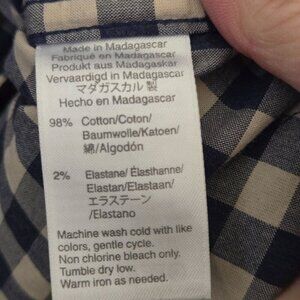 Made in Madagascar
Fabriqué en Madagascar
Produkt aus Madagaskar
Vervaardigd in Madagascar
マダガスカル 製
Hecho en Madagascar
98% Cotton/Coton/
Baumwolle/Katoen/
綿/Algodón
2% Elastane/ Élasthanne/
Elastan/Elastaan/
エラステーン
/Elastano
Machine wash cold with like
colors, gentle cycle.
Non chlorine bleach only.
Tumble dry low.
Warm iron as needed.